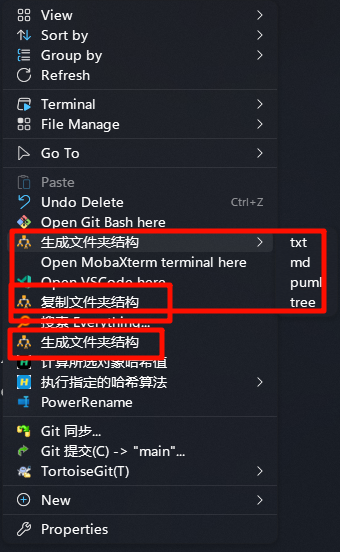 View
Sort by
Group by
Refresh
Terminal
File Manage
Go To
Paste
Undo Delete Ctrl+Z
Open Git Bash here
生成文件夹结构 txt
Open MobaXterm terminal here md
Open VSCode here puml
复制文件夹结构 tree
搜索 Everything...
生成文件夹结构
计算所选对象哈希值
执行指定的哈希算法
PowerRename
Git 同步...
Git 提交(C) -> "main"...
TortoiseGit(T)
New
Properties